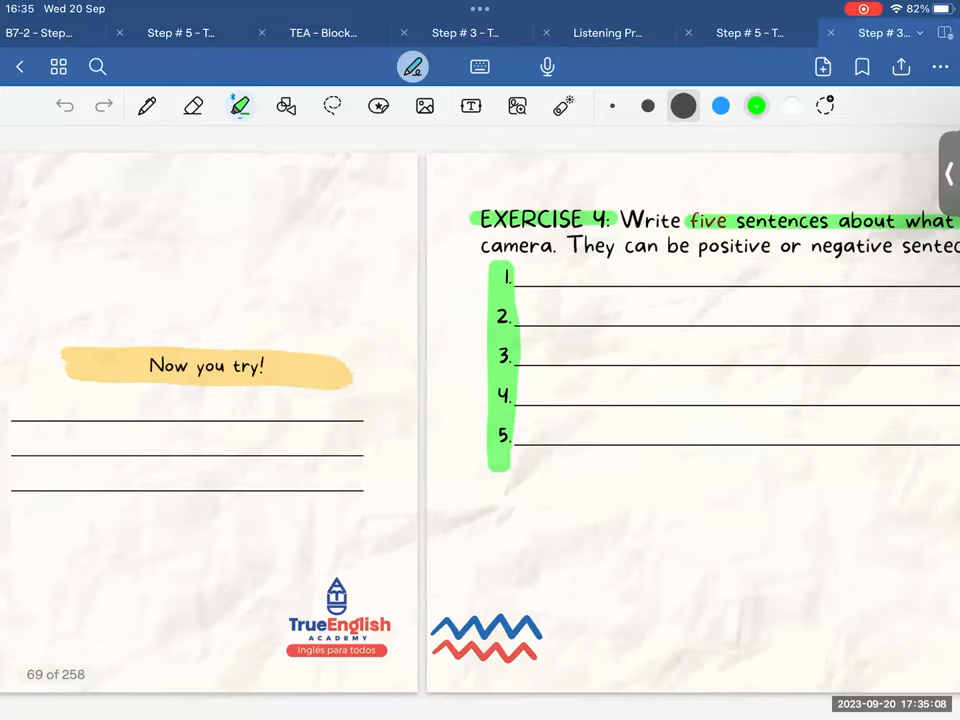 16:35 Wed 20 Sep
82%
B7-2 - Step...
Step # 5 - T...
TEA - Block...
Step # 3 - T...
Listening Pr...
Step # 5 - T...
Step # 3...
Now you try!
TrueEnglish
ACADEMY
Inglés para todos
69 of 258
EXERCISE 4: Write five sentences about what
camera. They can be positive or negative senten
1.
2.
3.
4.
5.
2023-09-20 17:35:08